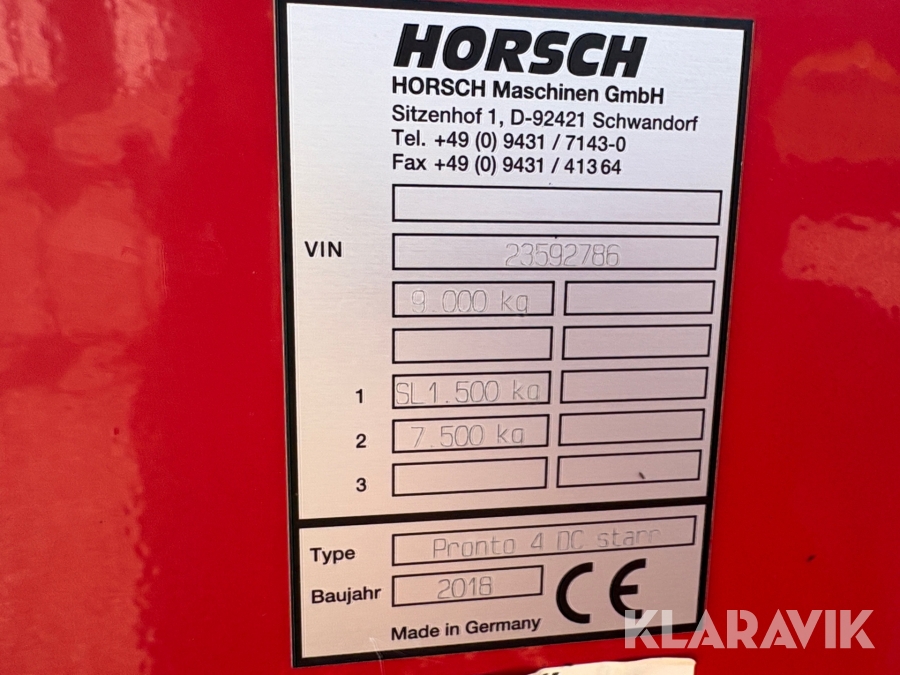 HORSCH
HORSCH Maschinen GmbH
Sitzenhof 1, D-92421 Schwandorf
Tel. +49 (0) 9431 / 7143-0
Fax +49 (0) 9431 / 41364
VIN 23592786
9.000 kg
1 SL1.500 kg
2 7.500 kg
3
Type Pronto 4 DC starr
Baujahr 2018 CE
Made in Germany
KLARAVIK